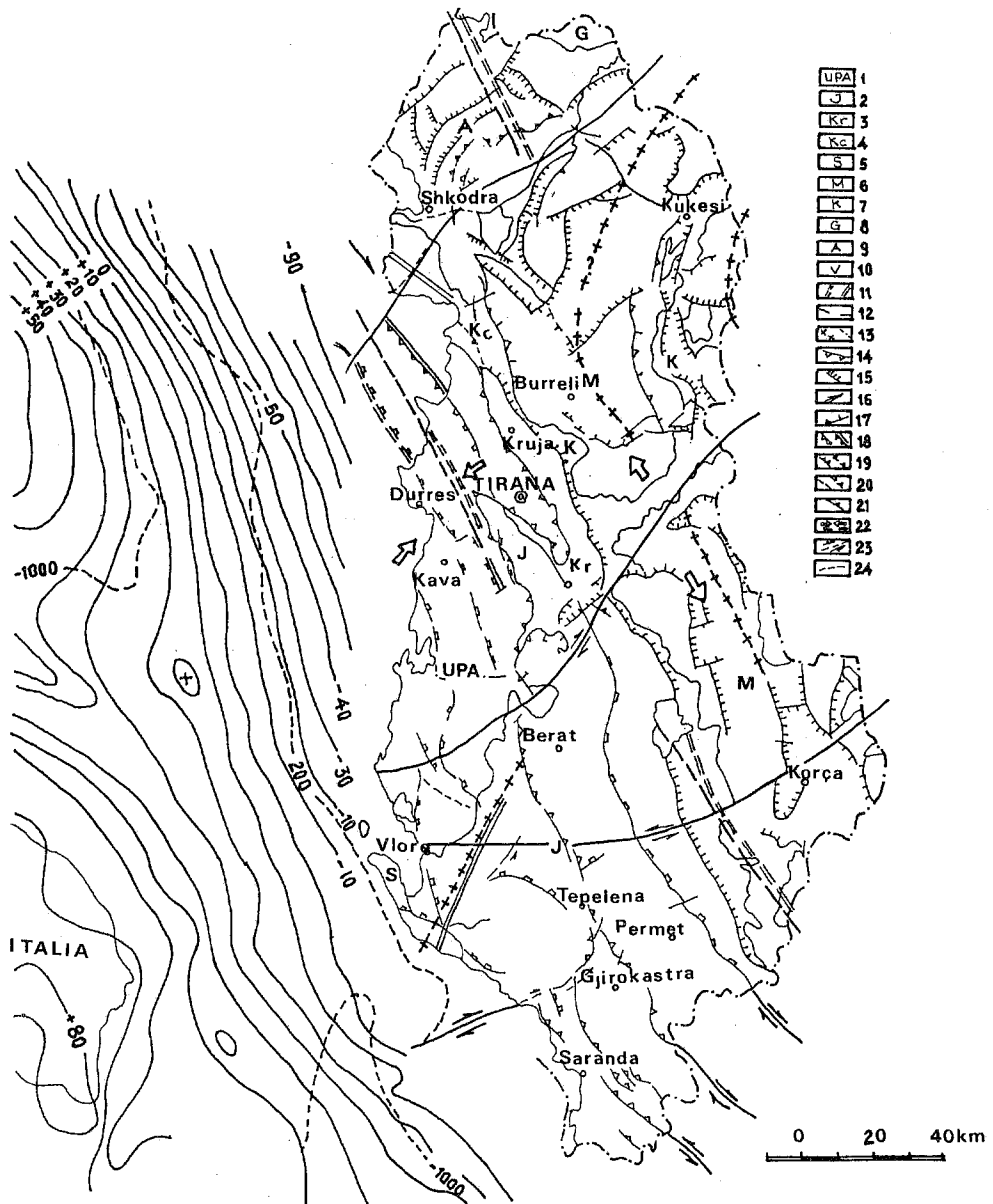 G
UPA 1
J 2
Kr 3
Kc 4
S 5
M 6
K 7
G 8
A 9
V 10
11
12
13
14
15
16
17
18
19
20
21
22
23
24
A
Shkodra
Kukesi
-90
+10 0
+20
+30
+40
+50
Kc
K
Burreli M
50
Kruja K
TIRANA
Durres
@
J
Kr
-1000
Kava
UPA
M
-40
Berat
-30
200
Korça
-10
Vlore
J
-10
S
Tepelena
Permet
ITALIA
Gjirokastra
+80
Saranda
-1000
0 20 40km